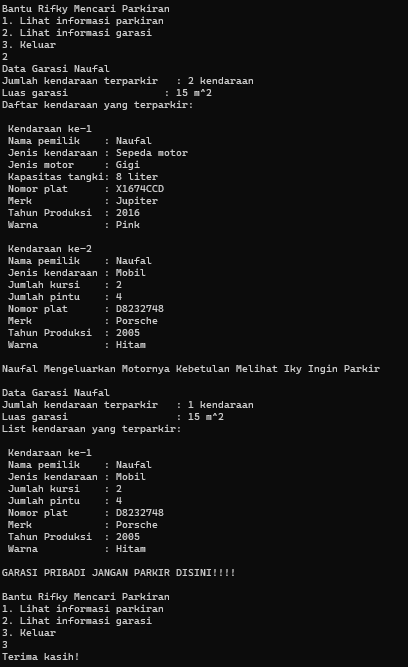 Bantu Rifky Mencari Parkiran
1. Lihat informasi parkiran
2. Lihat informasi garasi
3. Keluar
2
Data Garasi Naufal
Jumlah kendaraan terparkir   : 2 kendaraan
Luas garasi                : 15 m^2
Daftar kendaraan yang terparkir:

 Kendaraan ke-1
 Nama pemilik    : Naufal
 Jenis kendaraan : Sepeda motor
 Jenis motor     : Gigi
 Kapasitas tangki: 8 liter
 Nomor plat      : X1674CCD
 Merk            : Jupiter
 Tahun Produksi  : 2016
 Warna           : Pink

 Kendaraan ke-2
 Nama pemilik    : Naufal
 Jenis kendaraan : Mobil
 Jumlah kursi    : 2
 Jumlah pintu    : 4
 Nomor plat      : D8232748
 Merk            : Porsche
 Tahun Produksi  : 2005
 Warna           : Hitam

Naufal Mengeluarkan Motornya Kebetulan Melihat Iky Ingin Parkir

Data Garasi Naufal
Jumlah kendaraan terparkir   : 1 kendaraan
Luas garasi                  : 15 m^2
List kendaraan yang terparkir:

 Kendaraan ke-1
 Nama pemilik    : Naufal
 Jenis kendaraan : Mobil
 Jumlah kursi    : 2
 Jumlah pintu    : 4
 Nomor plat      : D8232748
 Merk            : Porsche
 Tahun Produksi  : 2005
 Warna           : Hitam

GARASI PRIBADI JANGAN PARKIR DISINI!!!!

Bantu Rifky Mencari Parkiran
1. Lihat informasi parkiran
2. Lihat informasi garasi
3. Keluar
3
Terima kasih!